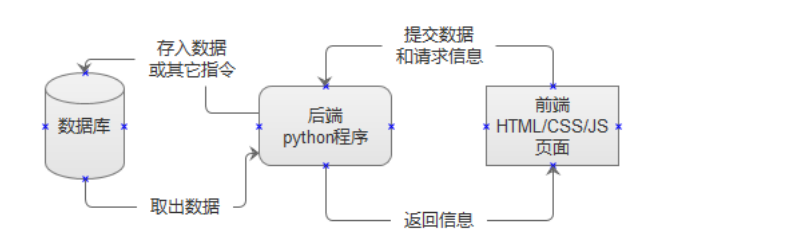 提交数据
和请求信息
存入数据
或其它指令
数据库
后端
python程序
前端
HTML/CSS/JS
页面
取出数据
返回信息